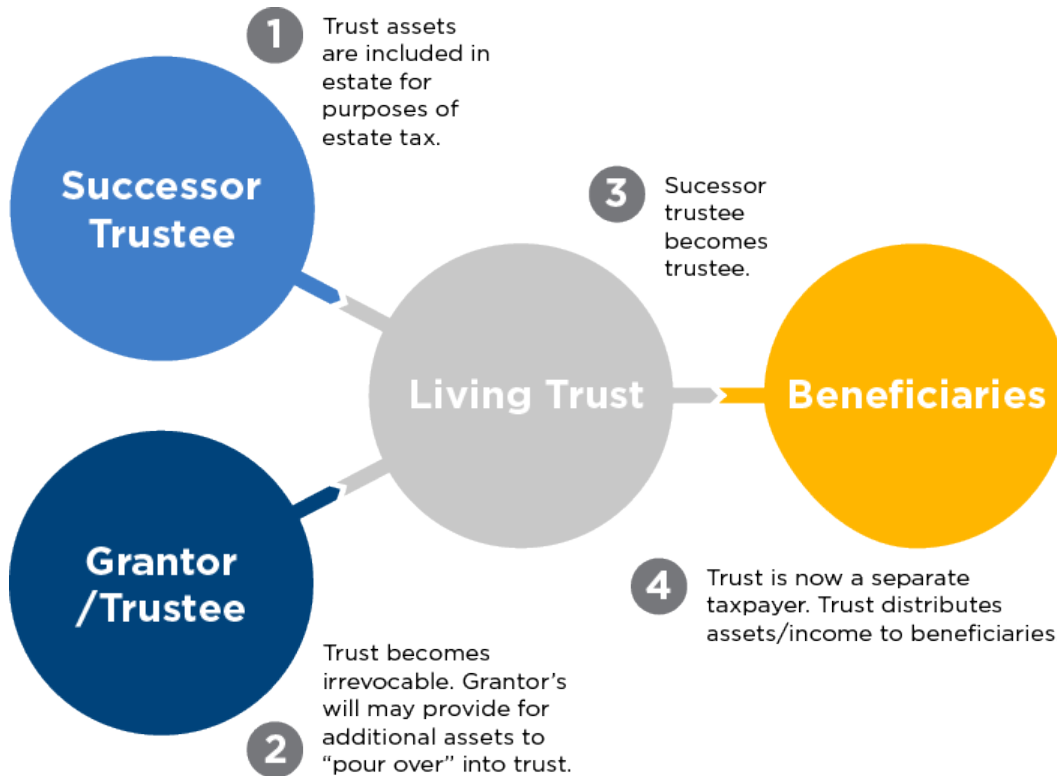 1
Trust assets
are included in
estate for
purposes of
estate tax.
Successor
Trustee
3
Sucessor
trustee
becomes
trustee.
Living Trust
Beneficiaries
Grantor
/Trustee
4
Trust is now a separate
taxpayer. Trust distributes
assets/income to beneficiaries
2
Trust becomes
irrevocable. Grantor’s
will may provide for
additional assets to
“pour over” into trust.